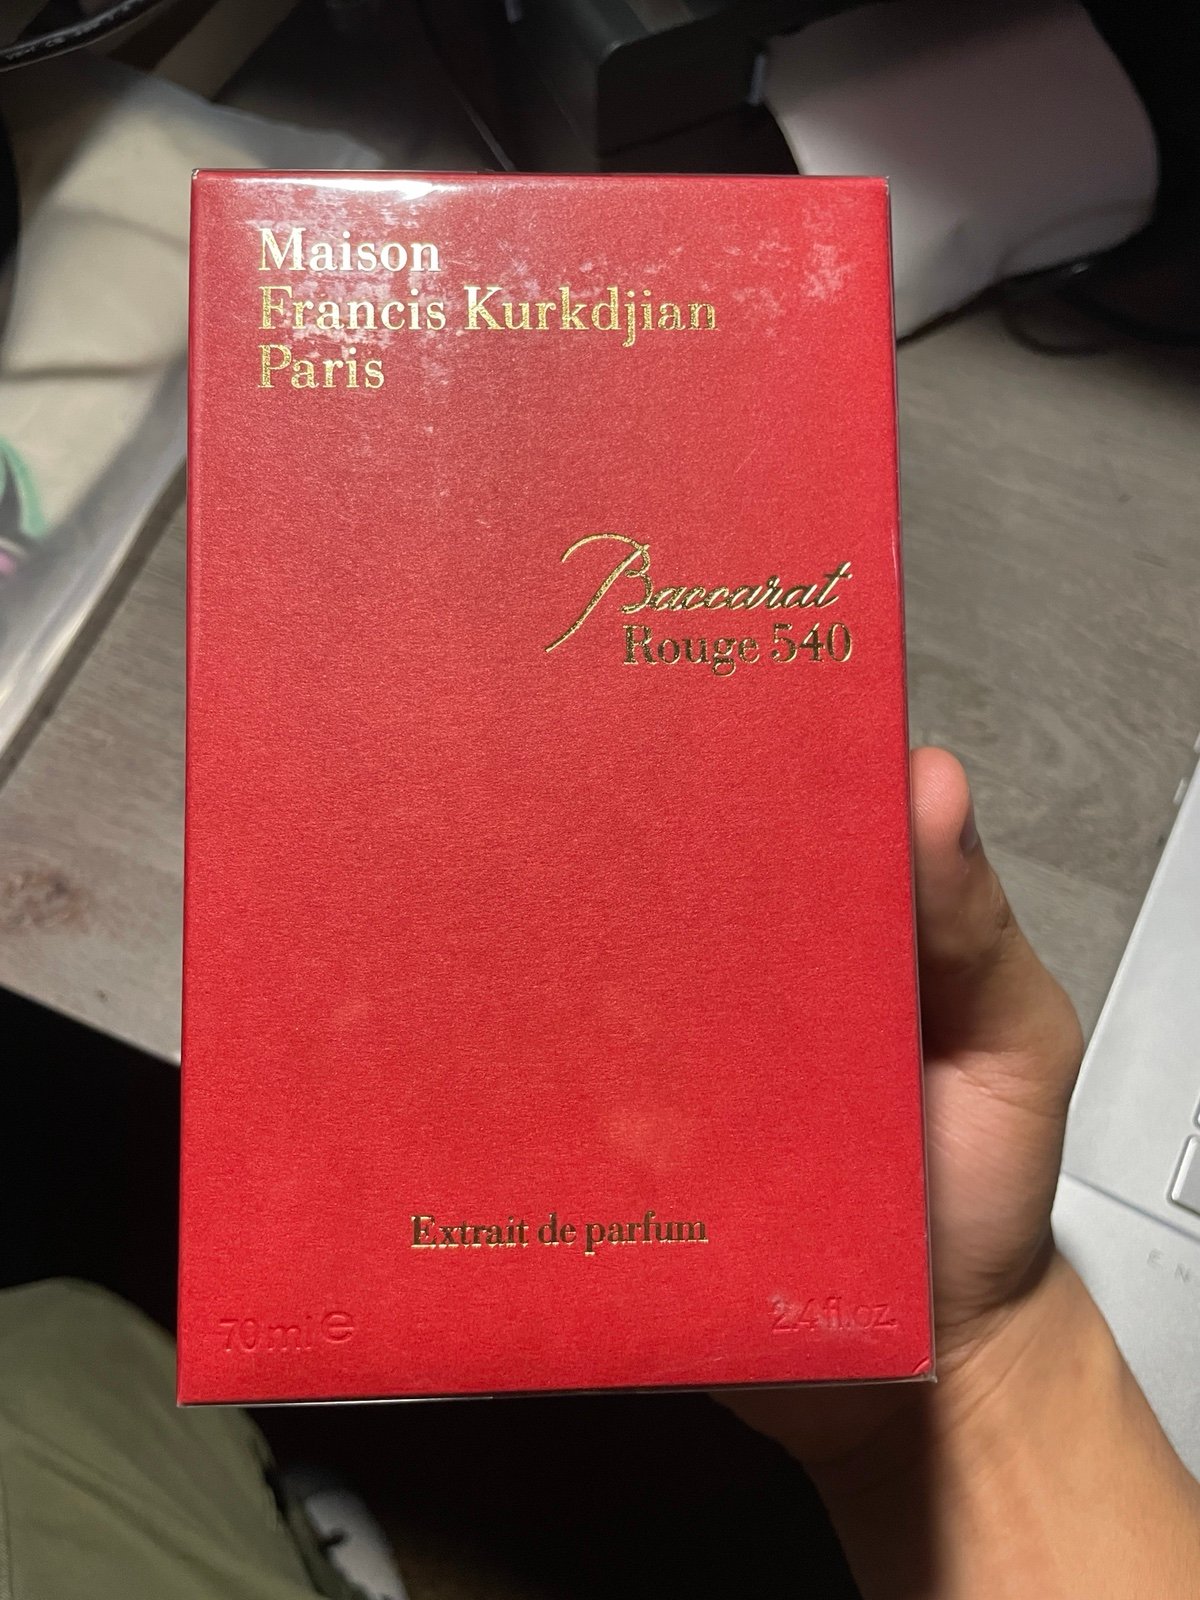 Maison
Francis Kurkdjian
Paris
Baccarat
Rouge 540
Extrait de parfum
70 ml ℮
2.4 fl.oz.